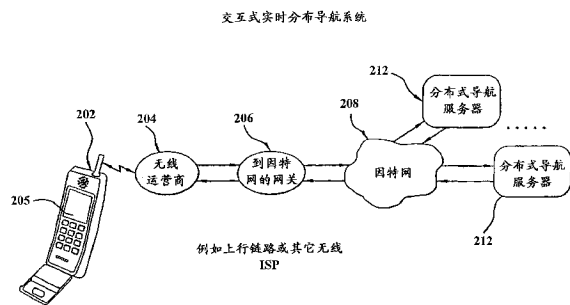 交互式实时分布导航系统
212
分布式导航
服务器
202
204
206
208
205
无线
运营商
到因特
网的网关
因特网
.....
分布式导航
服务器
212
例如上行链路或其它无线
ISP